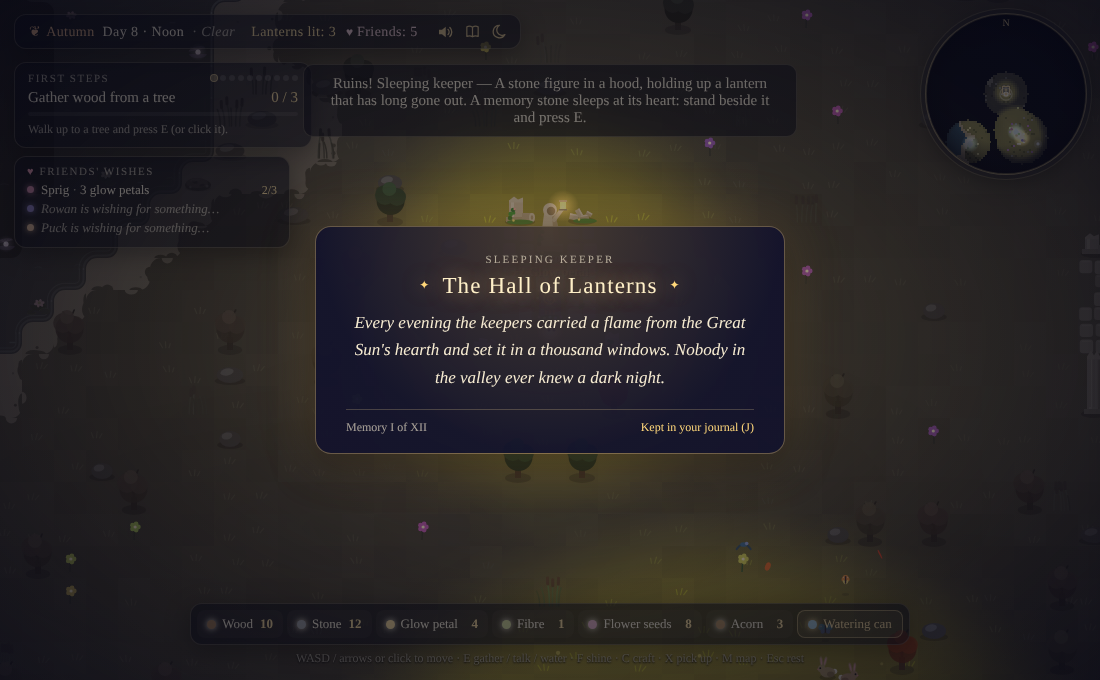 Autumn Day 8 · Noon · Clear Lanterns lit: 3 ♥ Friends: 5
N
FIRST STEPS
Gather wood from a tree 0 / 3
Walk up to a tree and press E (or click it).
Ruins! Sleeping keeper — A stone figure in a hood, holding up a lantern
that has long gone out. A memory stone sleeps at its heart: stand beside it
and press E.
♥ FRIENDS' WISHES
Sprig · 3 glow petals 2/3
Rowan is wishing for something…
Puck is wishing for something…
SLEEPING KEEPER
✦ The Hall of Lanterns ✦
Every evening the keepers carried a flame from the Great
Sun's hearth and set it in a thousand windows. Nobody in
the valley ever knew a dark night.
Memory I of XII Kept in your journal (J)
Wood 10 Stone 12 Glow petal 4 Fibre 1 Flower seeds 8 Acorn 3 Watering can
WASD / arrows or click to move · E gather · talk / water · F shine · C craft · X pick up · M map · Esc rest